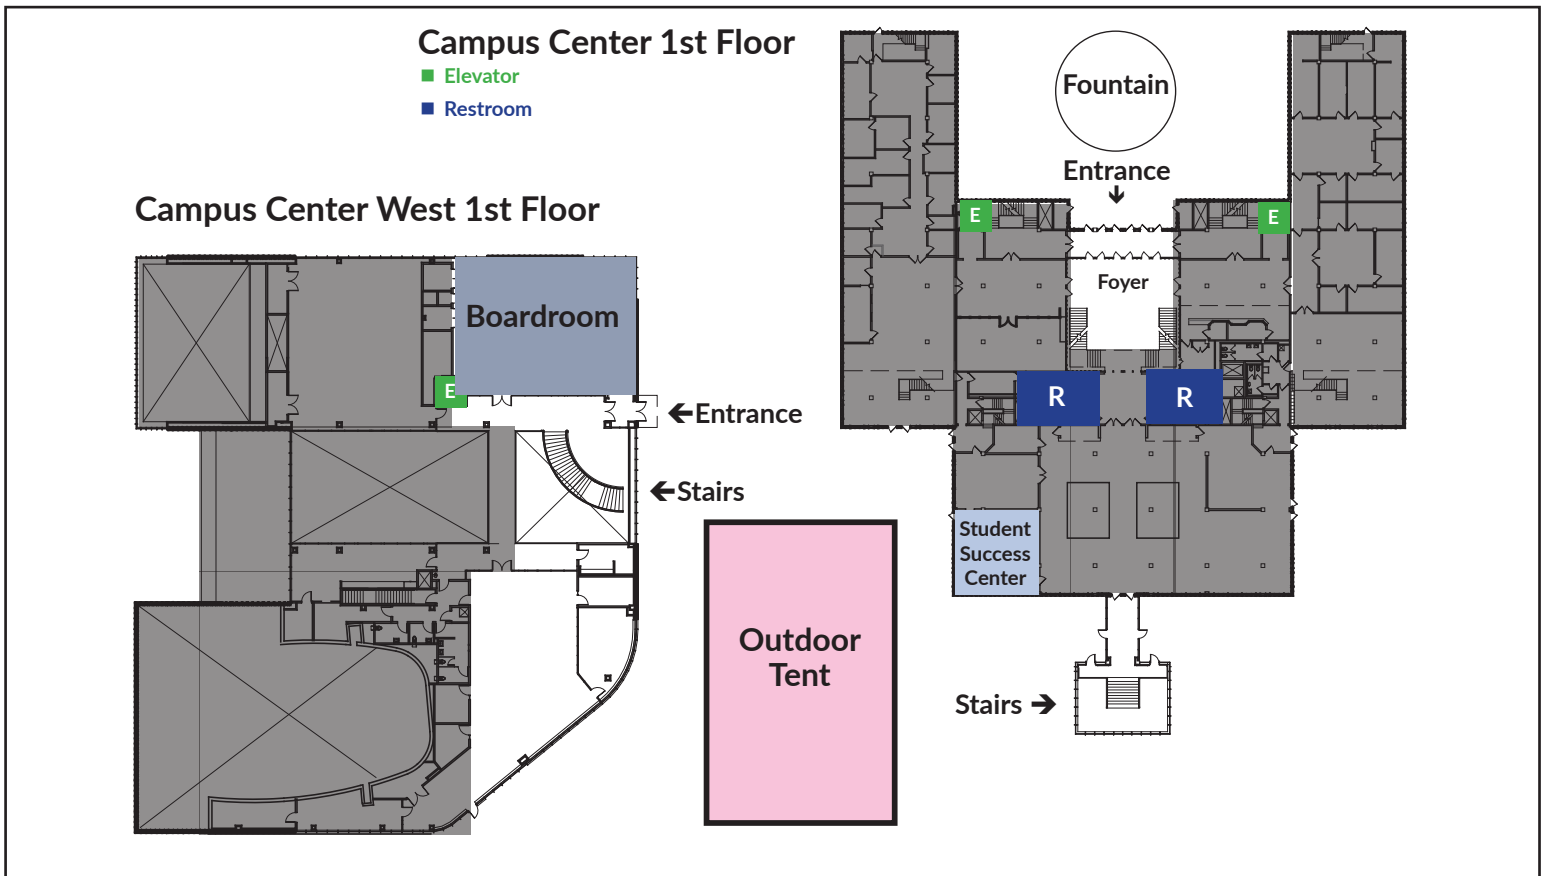 Campus Center 1st Floor
Elevator
Restroom
Fountain
Entrance
Campus Center West 1st Floor
E
E
Foyer
Boardroom
E
R
R
Entrance
Stairs
Student
Success
Center
Outdoor
Tent
Stairs